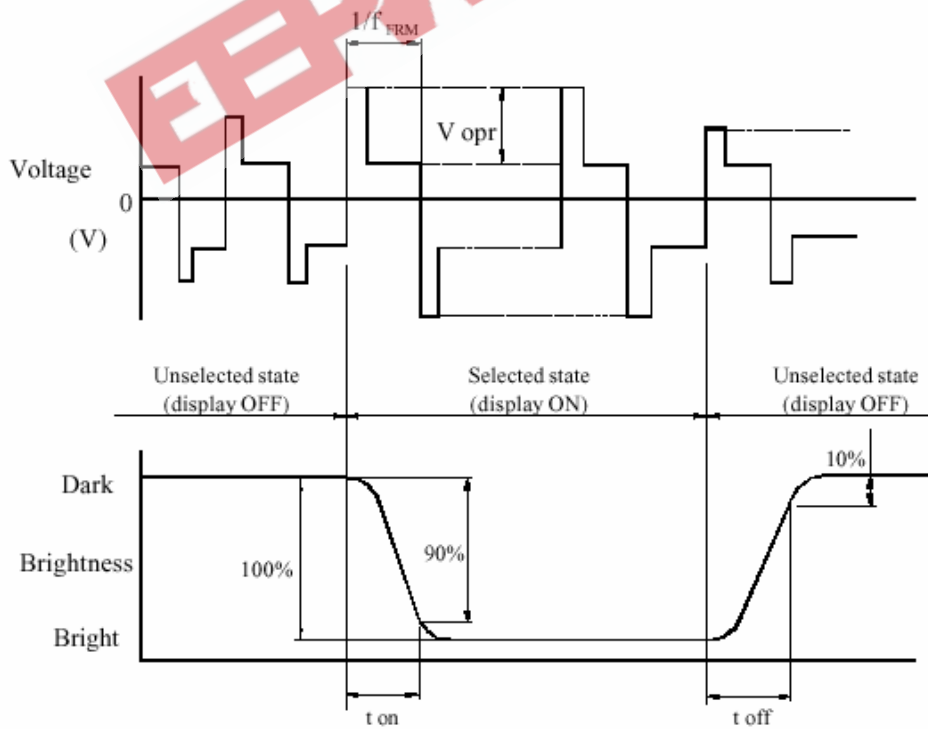 1/f FRM
V opr
Voltage
0
(V)
Unselected state
(display OFF)
Selected state
(display ON)
Unselected state
(display OFF)
10%
Dark
90%
100%
Brightness
Bright
t on
t off